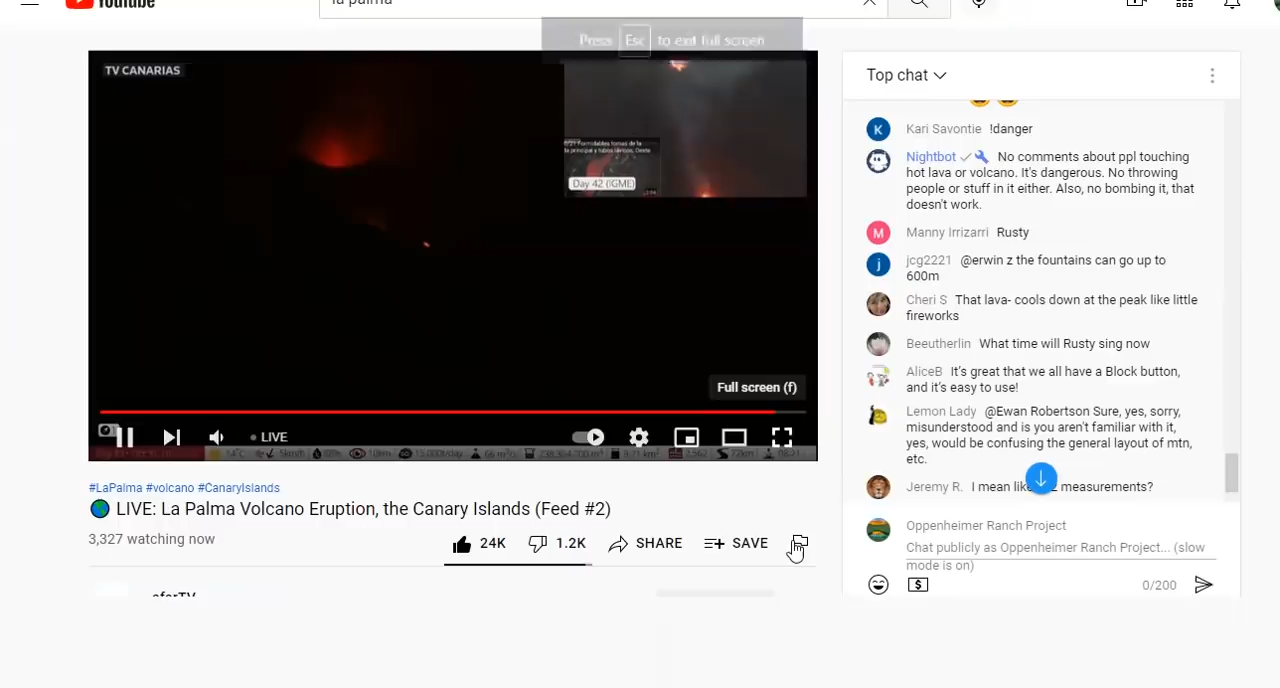 YouTube
la palma
Press Esc to exit full screen
TV CANARIAS
Day 42 (IGME)
Full screen (f)
LIVE
#LaPalma #volcano #CanaryIslands
LIVE: La Palma Volcano Eruption, the Canary Islands (Feed #2)
3,327 watching now
24K
1.2K
SHARE
SAVE
aferTV
Top chat
Kari Savontie !danger
Nightbot No comments about ppl touching
hot lava or volcano. It's dangerous. No throwing
people or stuff in it either. Also, no bombing it, that
doesn't work.
Manny Irrizarri Rusty
jcg2221 @erwin z the fountains can go up to
600m
Cheri S That lava- cools down at the peak like little
fireworks
Beeutherlin What time will Rusty sing now
AliceB It's great that we all have a Block button,
and it's easy to use!
Lemon Lady @Ewan Robertson Sure, yes, sorry,
misunderstood and is you aren't familiar with it,
yes, would be confusing the general layout of mtn,
etc.
Jeremy R. I mean measurements?
Oppenheimer Ranch Project
Chat publicly as Oppenheimer Ranch Project... (slow
mode is on)
0/200